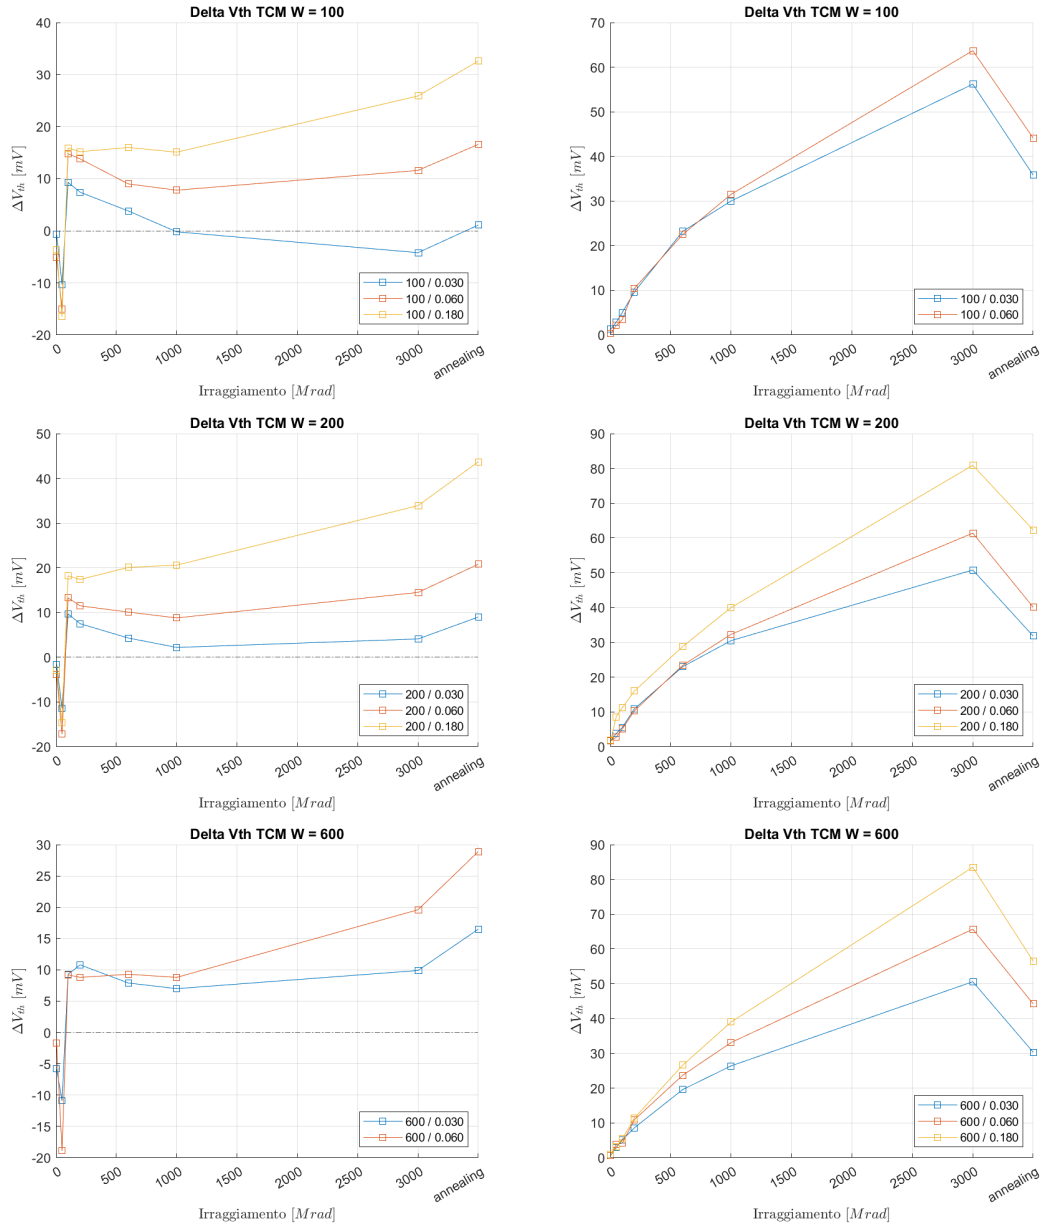 Delta Vth TCM W = 100
40
30
20
10
0
-10
-20
ΔV_th [mV]
100 / 0.030
100 / 0.060
100 / 0.180
0 500 1000 1500 2000 2500 3000 annealing
Irraggiamento [Mrad]
Delta Vth TCM W = 100
70
60
50
40
30
20
10
0
ΔV_th [mV]
100 / 0.030
100 / 0.060
0 500 1000 1500 2000 2500 3000 annealing
Irraggiamento [Mrad]
Delta Vth TCM W = 200
50
40
30
20
10
0
-10
-20
ΔV_th [mV]
200 / 0.030
200 / 0.060
200 / 0.180
0 500 1000 1500 2000 2500 3000 annealing
Irraggiamento [Mrad]
Delta Vth TCM W = 200
90
80
70
60
50
40
30
20
10
0
ΔV_th [mV]
200 / 0.030
200 / 0.060
200 / 0.180
0 500 1000 1500 2000 2500 3000 annealing
Irraggiamento [Mrad]
Delta Vth TCM W = 600
30
25
20
15
10
5
0
-5
-10
-15
-20
ΔV_th [mV]
600 / 0.030
600 / 0.060
0 500 1000 1500 2000 2500 3000 annealing
Irraggiamento [Mrad]
Delta Vth TCM W = 600
90
80
70
60
50
40
30
20
10
0
ΔV_th [mV]
600 / 0.030
600 / 0.060
600 / 0.180
0 500 1000 1500 2000 2500 3000 annealing
Irraggiamento [Mrad]